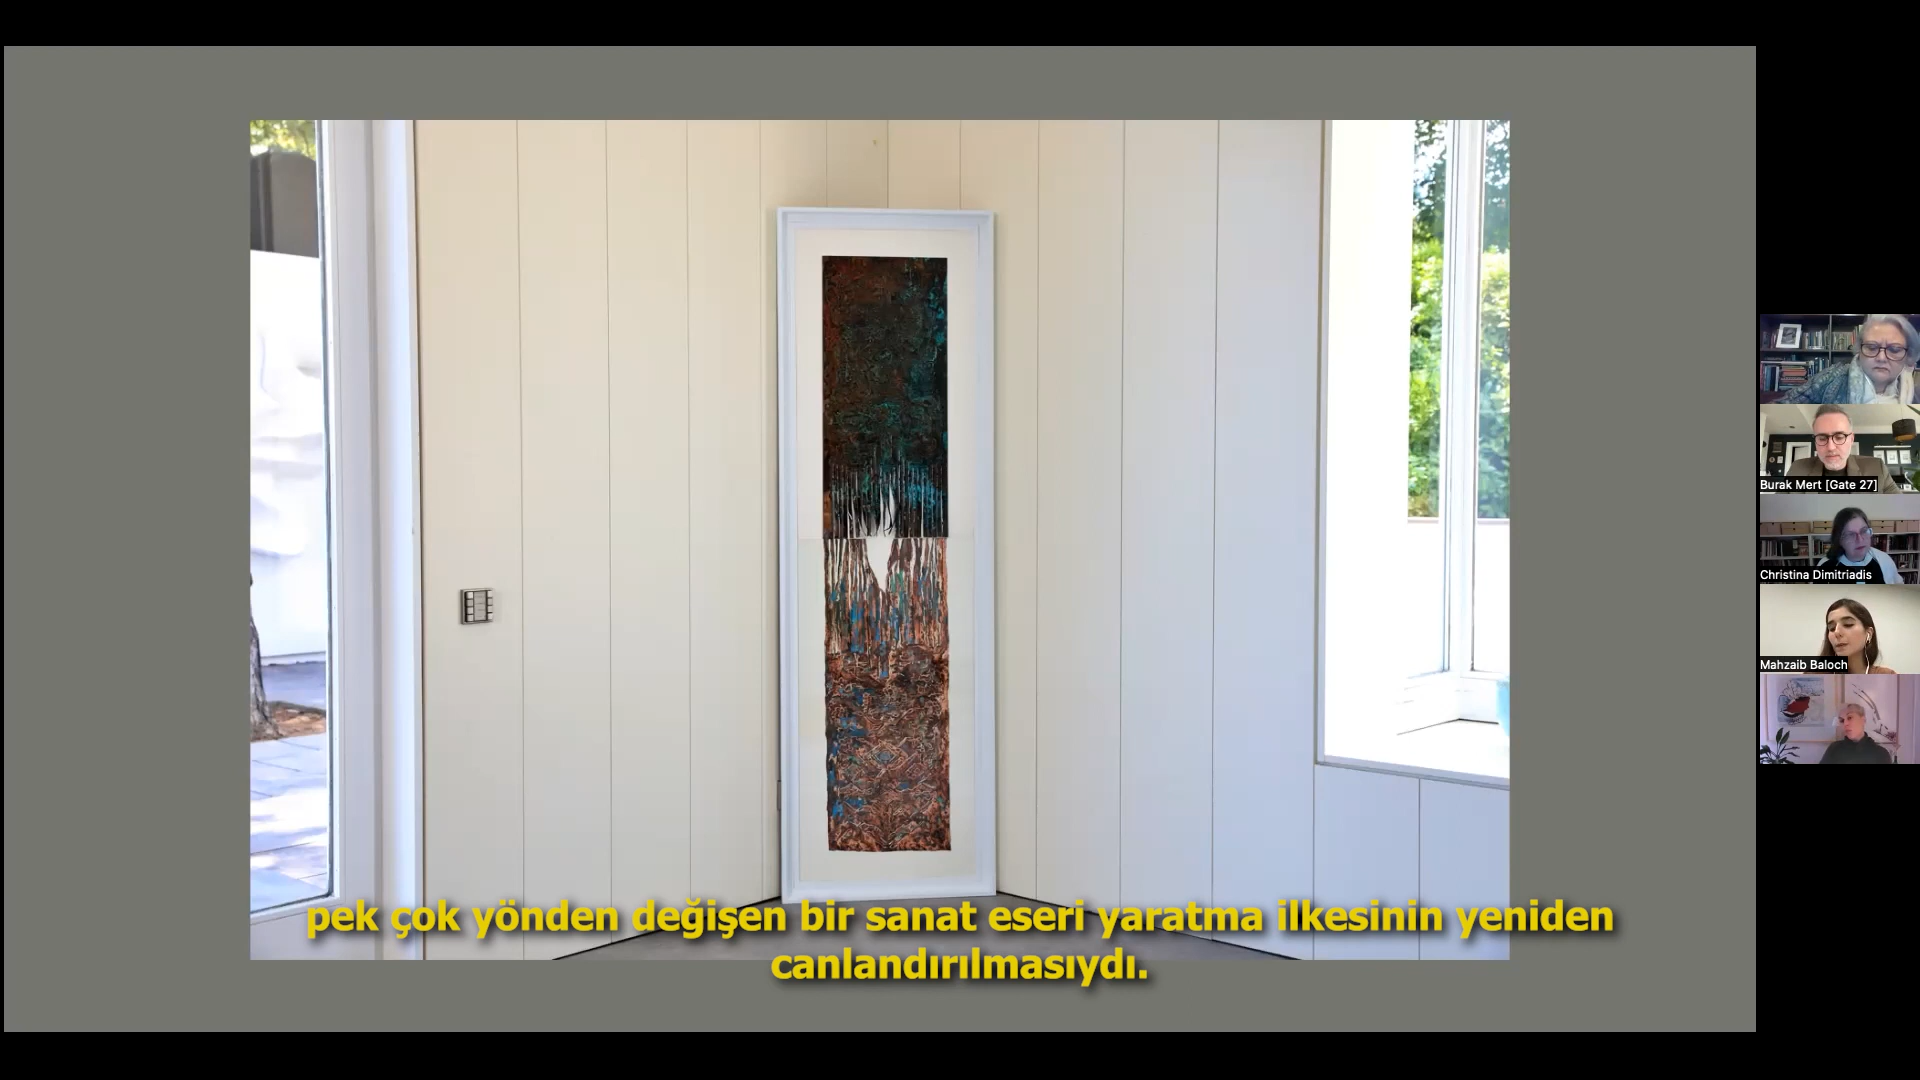 pek çok yönden değişen bir sanat eseri yaratma ilkesinin yeniden
canlandırılmasıydı.
Burak Mert [Gate 27]
Christina Dimitriadis
Mahzaib Baloch